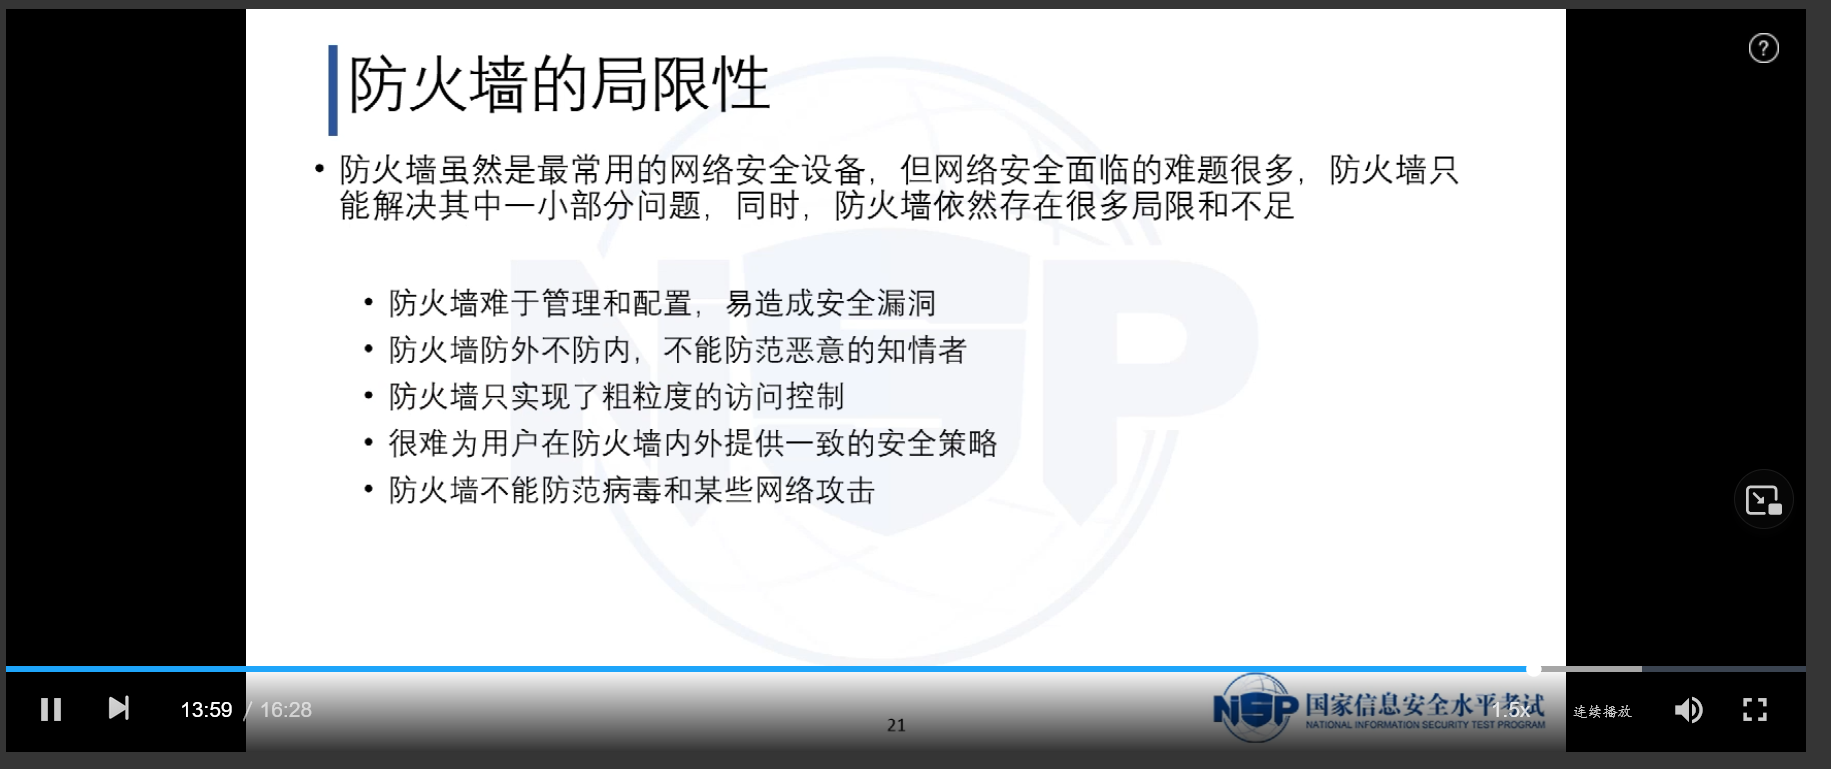 防火墙的局限性
• 防火墙虽然是最常用的网络安全设备，但网络安全面临的难题很多，防火墙只
能解决其中一小部分问题，同时，防火墙依然存在很多局限和不足
• 防火墙难于管理和配置，易造成安全漏洞
• 防火墙防外不防内，不能防范恶意的知情者
• 防火墙只实现了粗粒度的访问控制
• 很难为用户在防火墙内外提供一致的安全策略
• 防火墙不能防范病毒和某些网络攻击
NSP
?
13:59 / 16:28
21
NSP 国家信息安全水平考试
NATIONAL INFORMATION SECURITY TEST PROGRAM
1.5x
连续播放